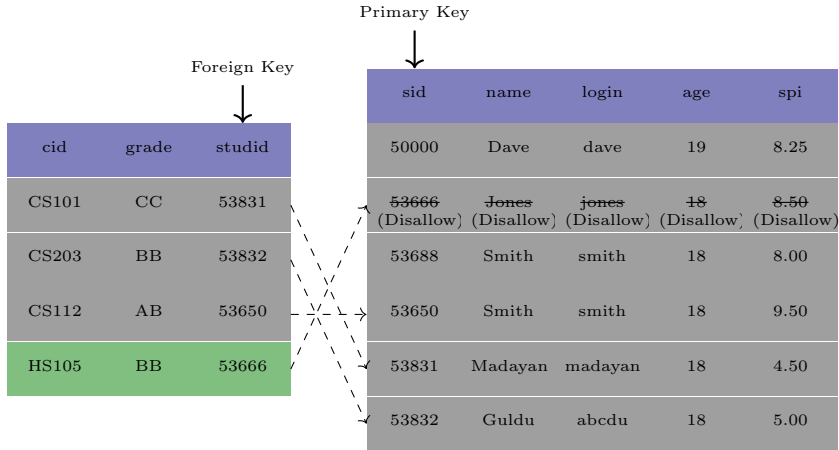 Primary Key
Foreign Key
sid name login age spi
cid grade studid
50000 Dave dave 19 8.25
CS101 CC 53831
53666 Jones jones 18 8.50
(Disallow) (Disallow) (Disallow) (Disallow) (Disallow)
CS203 BB 53832
53688 Smith smith 18 8.00
CS112 AB 53650
53650 Smith smith 18 9.50
HS105 BB 53666
53831 Madayan madayan 18 4.50
53832 Guldu abcdu 18 5.00